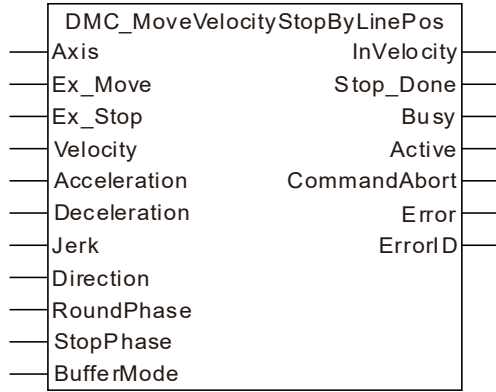 DMC_MoveVelocityStopByLinePos
Axis InVelocity
Ex_Move Stop_Done
Ex_Stop Busy
Velocity Active
Acceleration CommandAbort
Deceleration Error
Jerk ErrorID
Direction
RoundPhase
StopPhase
BufferMode